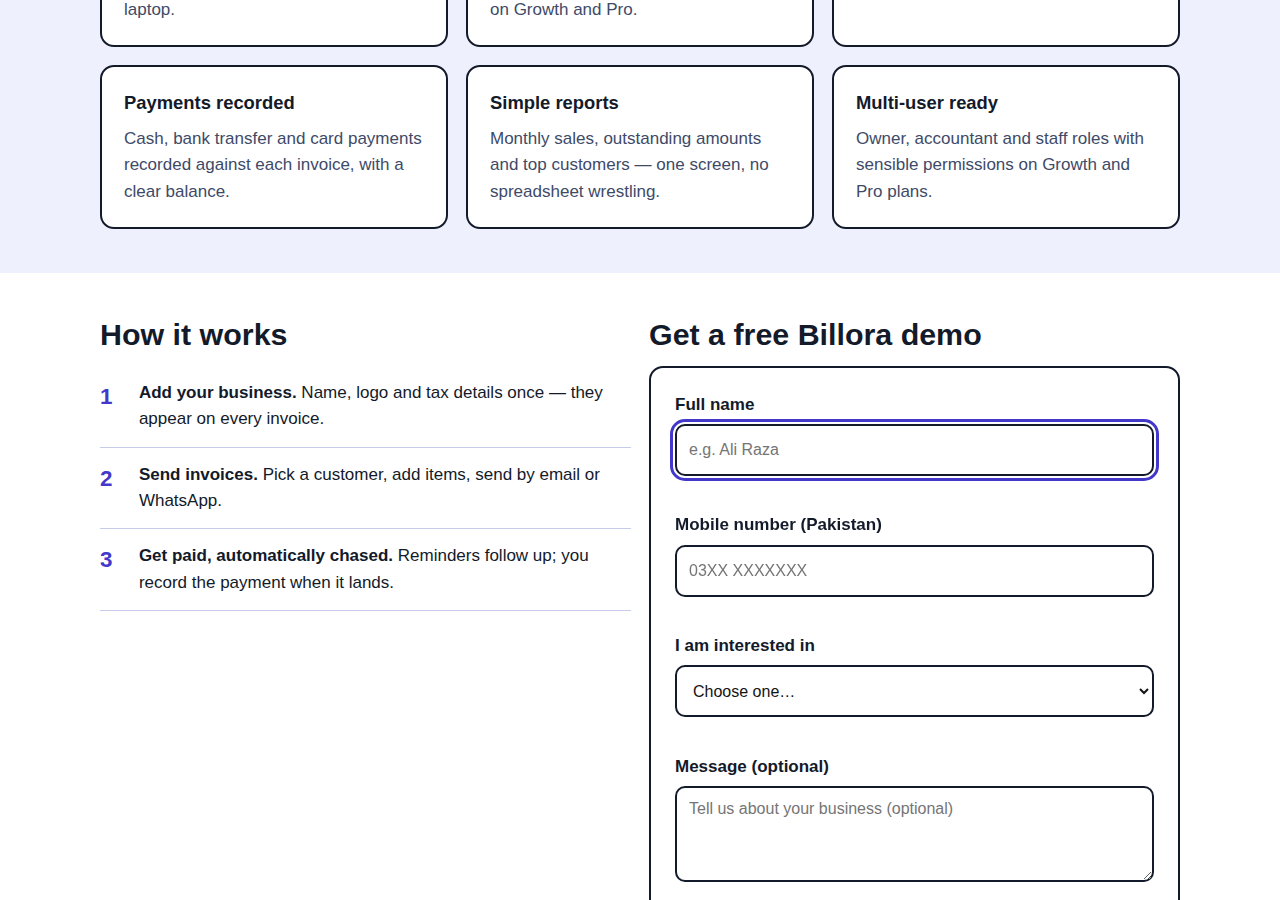 laptop.
on Growth and Pro.
Payments recorded
Cash, bank transfer and card payments
recorded against each invoice, with a
clear balance.
Simple reports
Monthly sales, outstanding amounts
and top customers — one screen, no
spreadsheet wrestling.
Multi-user ready
Owner, accountant and staff roles with
sensible permissions on Growth and
Pro plans.
How it works
1 Add your business. Name, logo and tax details once — they
appear on every invoice.
2 Send invoices. Pick a customer, add items, send by email or
WhatsApp.
3 Get paid, automatically chased. Reminders follow up; you
record the payment when it lands.
Get a free Billora demo
Full name
e.g. Ali Raza
Mobile number (Pakistan)
03XX XXXXXXX
I am interested in
Choose one…
Message (optional)
Tell us about your business (optional)